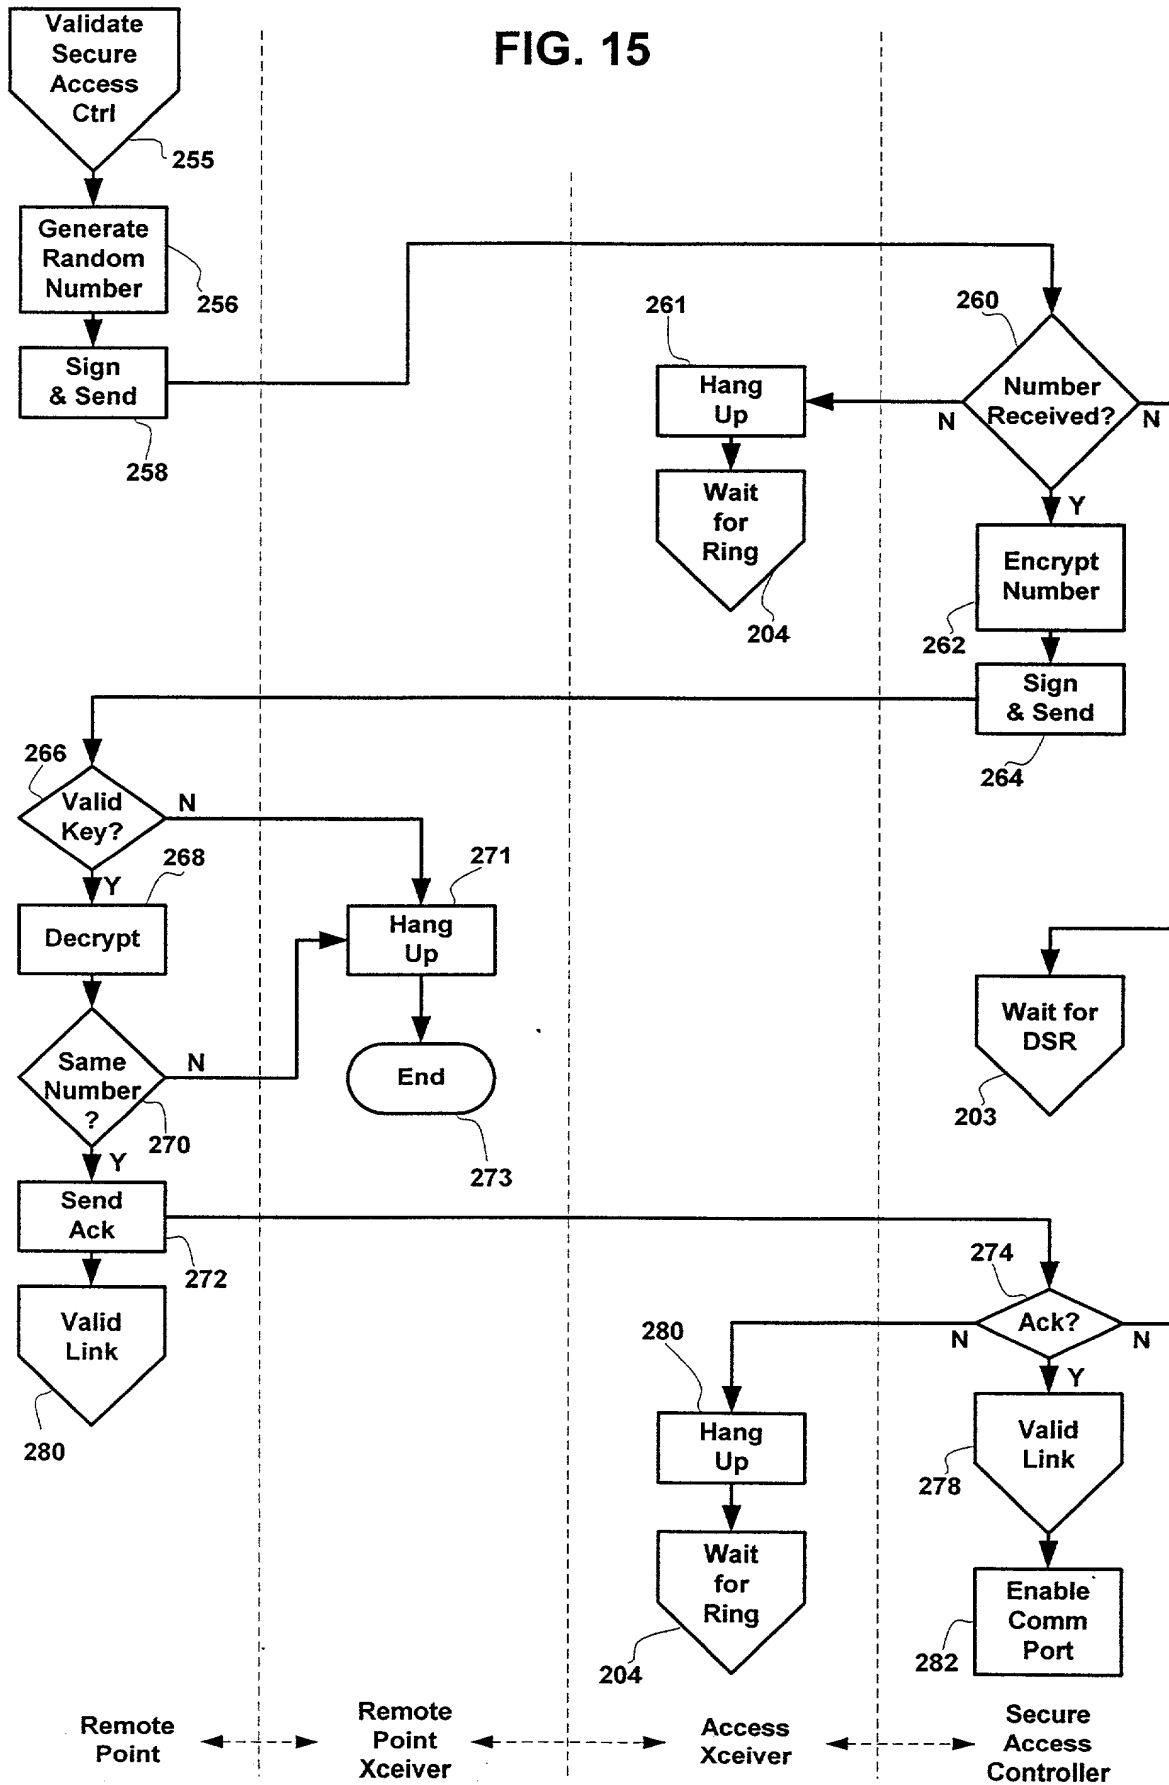 FIG. 15
Validate
Secure
Access
Ctrl
255
Generate
Random
Number
256
Sign
& Send
258
260
Number
Received?
N
N
Y
261
Hang
Up
Wait
for
Ring
204
Encrypt
Number
262
Sign
& Send
264
266
Valid
Key?
N
Y
268
Decrypt
271
Hang
Up
Same
Number
?
N
270
Y
End
273
Wait for
DSR
203
Send
Ack
272
Valid
Link
280
274
Ack?
N
N
Y
280
Hang
Up
Wait
for
Ring
204
Valid
Link
278
Enable
Comm
Port
282
Remote
Point
Remote
Point
Xceiver
Access
Xceiver
Secure
Access
Controller